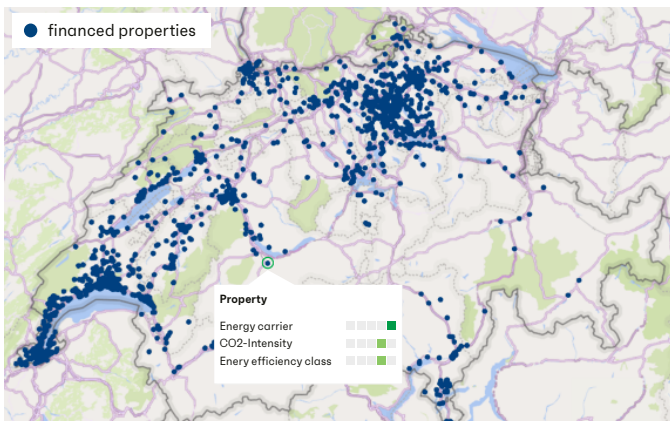 financed properties
Property
Energy carrier
CO2-Intensity
Enery efficiency class